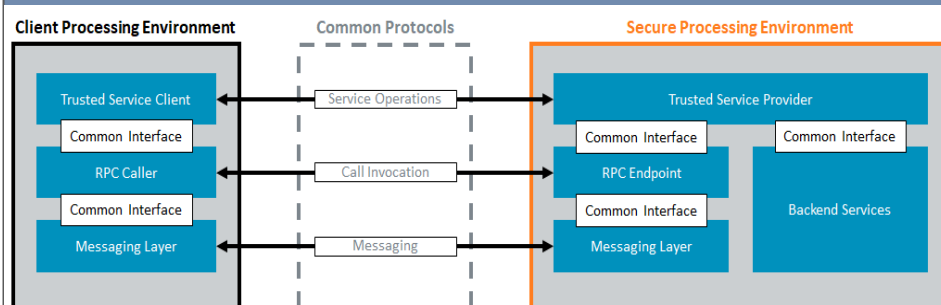 Client Processing Environment
Common Protocols
Secure Processing Environment
Trusted Service Client
Service Operations
Trusted Service Provider
Common Interface
Common Interface
Common Interface
RPC Caller
Call Invocation
RPC Endpoint
Common Interface
Common Interface
Backend Services
Messaging Layer
Messaging
Messaging Layer